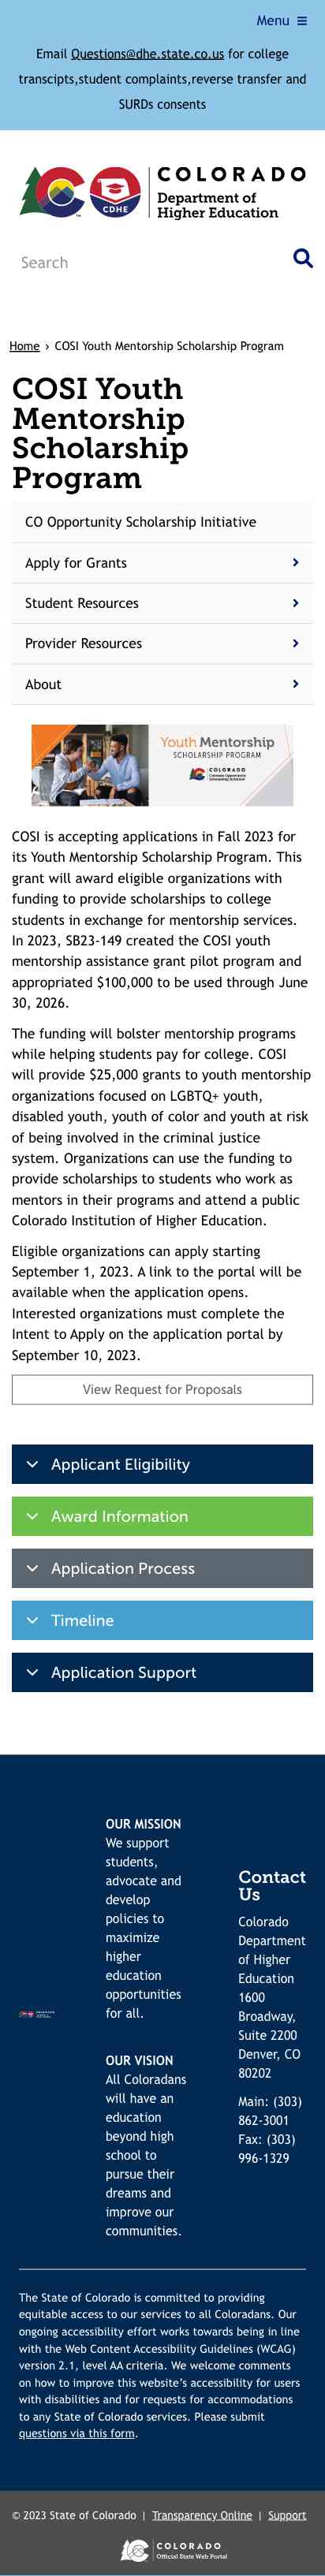 Menu
Email Questions@dhe.state.co.us for college
transcipts,student complaints,reverse transfer and
SURDs consents
COLORADO
Department of
Higher Education
CDHE
Search
Home › COSI Youth Mentorship Scholarship Program
COSI Youth
Mentorship
Scholarship
Program
CO Opportunity Scholarship Initiative
Apply for Grants
Student Resources
Provider Resources
About
Youth Mentorship
SCHOLARSHIP PROGRAM
COLORADO
COSI is accepting applications in Fall 2023 for
its Youth Mentorship Scholarship Program. This
grant will award eligible organizations with
funding to provide scholarships to college
students in exchange for mentorship services.
In 2023, SB23-149 created the COSI youth
mentorship assistance grant pilot program and
appropriated $100,000 to be used through June
30, 2026.
The funding will bolster mentorship programs
while helping students pay for college. COSI
will provide $25,000 grants to youth mentorship
organizations focused on LGBTQ+ youth,
disabled youth, youth of color and youth at risk
of being involved in the criminal justice
system. Organizations can use the funding to
provide scholarships to students who work as
mentors in their programs and attend a public
Colorado Institution of Higher Education.
Eligible organizations can apply starting
September 1, 2023. A link to the portal will be
available when the application opens.
Interested organizations must complete the
Intent to Apply on the application portal by
September 10, 2023.
View Request for Proposals
Applicant Eligibility
Award Information
Application Process
Timeline
Application Support
OUR MISSION
We support
students,
advocate and
develop
policies to
maximize
higher
education
opportunities
for all.
OUR VISION
All Coloradans
will have an
education
beyond high
school to
pursue their
dreams and
improve our
communities.
Contact
Us
Colorado
Department
of Higher
Education
1600
Broadway,
Suite 2200
Denver, CO
80202
Main: (303)
862-3001
Fax: (303)
996-1329
The State of Colorado is committed to providing
equitable access to our services to all Coloradans. Our
ongoing accessibility effort works towards being in line
with the Web Content Accessibility Guidelines (WCAG)
version 2.1, level AA criteria. We welcome comments
on how to improve this website's accessibility for users
with disabilities and for requests for accommodations
to any State of Colorado services. Please submit
questions via this form.
© 2023 State of Colorado | Transparency Online | Support
COLORADO
Official State Web Portal